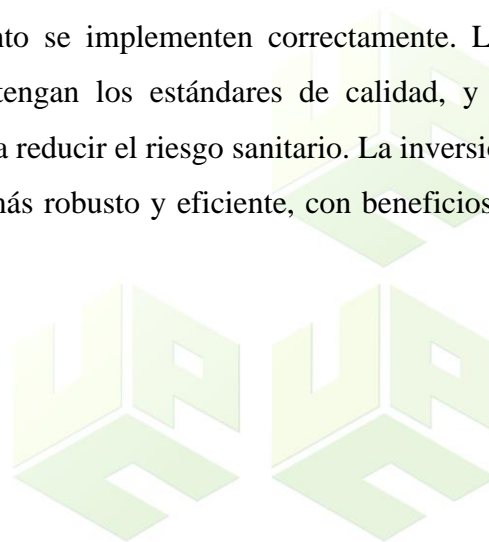 nto se implementen correctamente. L
tengan los estándares de calidad, y
a reducir el riesgo sanitario. La inversi
más robusto y eficiente, con beneficios